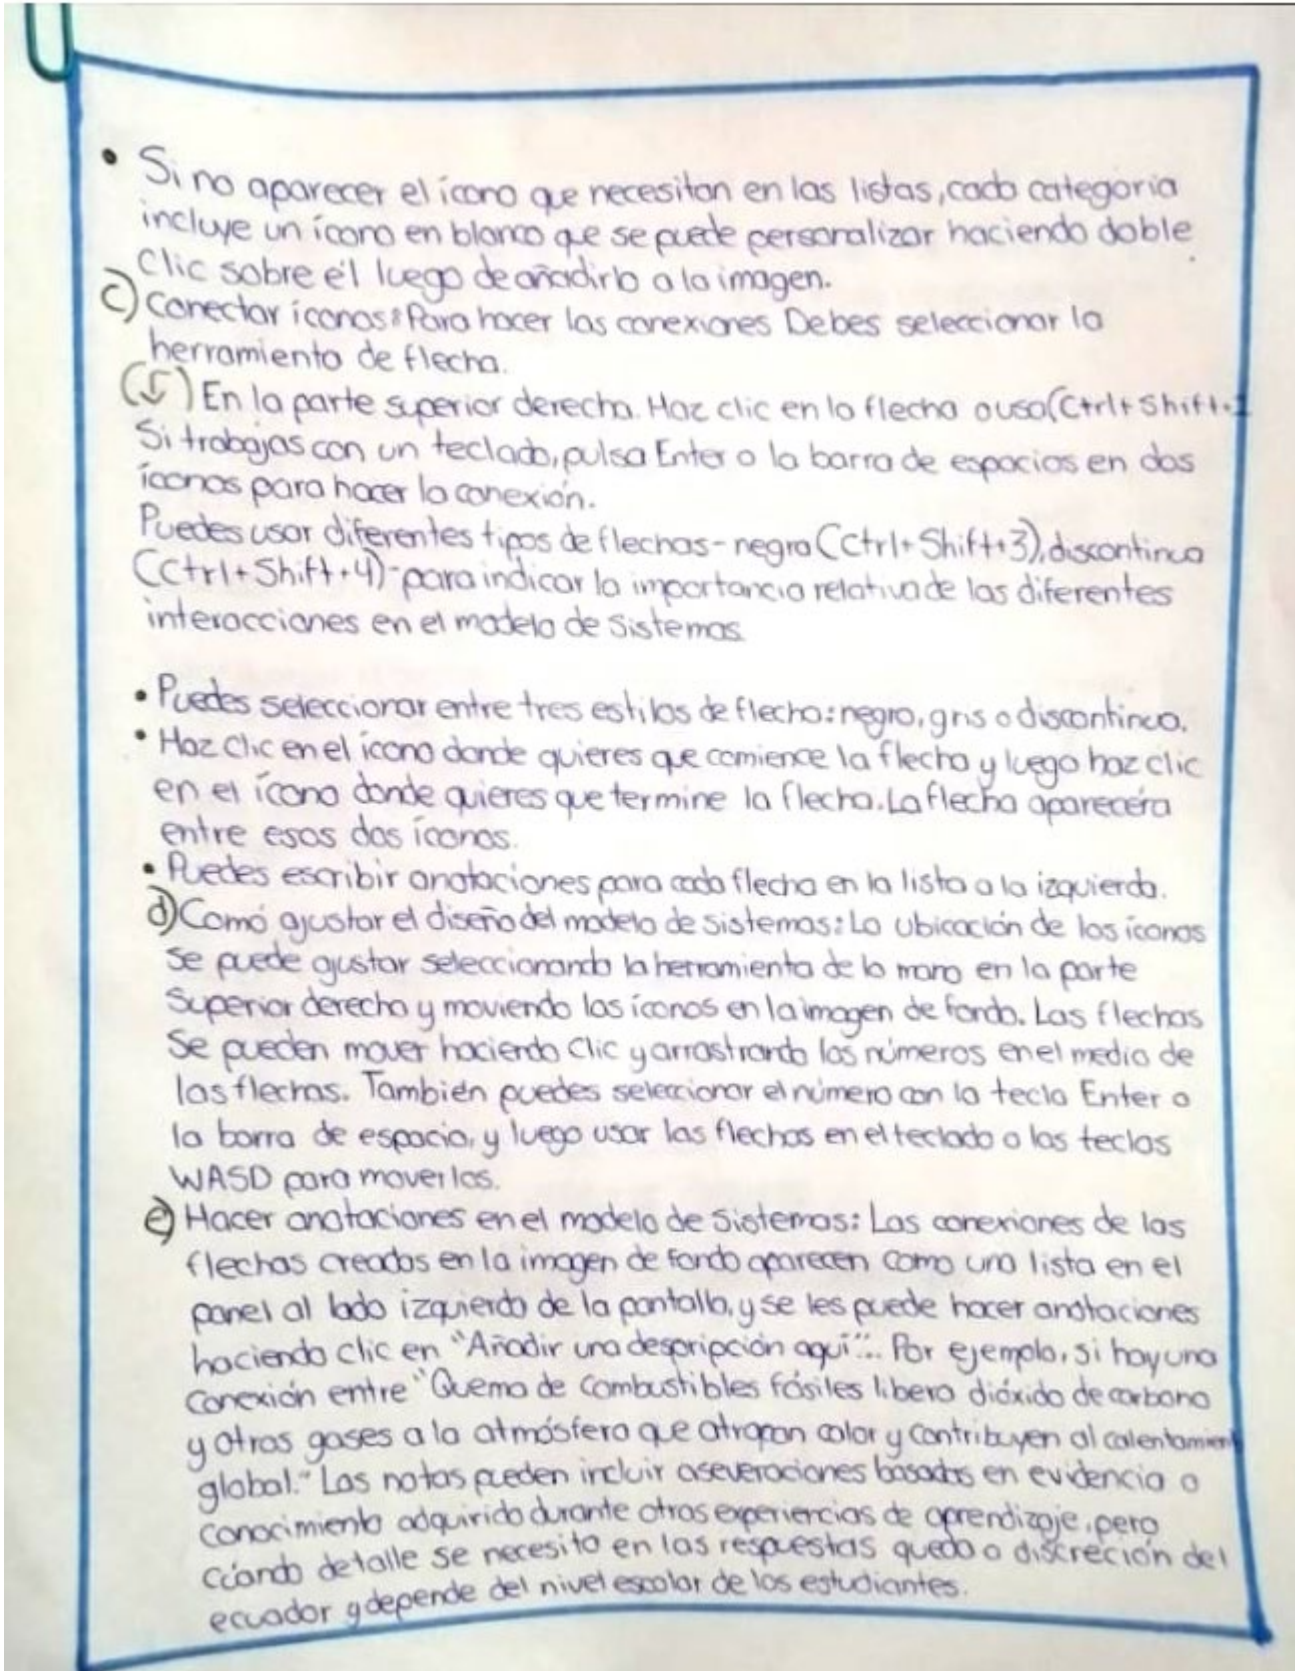 • Si no aparecer el ícono que necesitan en las listas, cada categoria
incluye un ícono en blanco que se puede personalizar haciendo doble
clic sobre él luego de añadirlo a la imagen.
c) Conectar íconos: Para hacer las conexiones Debes seleccionar la
herramienta de flecha.
(↓) En la parte superior derecha. Haz clic en la flecha o usa (Ctrl+Shift+
Si trabajas con un teclado, pulsa Enter o la barra de espacios en dos
íconos para hacer la conexión.
Puedes usar diferentes tipos de flechas - negra (Ctrl+Shift+3), discontinua
(Ctrl+Shift+4) - para indicar la importancia relativa de las diferentes
interacciones en el modelo de Sistemas.
• Puedes seleccionar entre tres estilos de flecha: negro, gris o discontinua.
• Haz clic en el ícono donde quieres que comience la flecha y luego haz clic
en el ícono donde quieres que termine la flecha. La flecha aparecéra
entre esos dos íconos.
• Puedes escribir anotaciones para cada flecha en la lista a la izquierda.
d) Comó ajustar el diseño del modelo de sistemas: La ubicación de los íconos
se puede ajustar seleccionando la herramienta de la mano en la parte
Superior derecha y moviendo los íconos en la imagen de fondo. Las flechas
Se pueden mover haciendo Clic y arrastrando los números en el medio de
las flechas. También puedes seleccionar el número con la tecla Enter o
la barra de espacio, y luego usar las flechas en el teclado o las teclas
WASD para moverlos.
e) Hacer anotaciones en el modelo de Sistemas: Las conexiones de las
flechas creadas en la imagen de fondo aparecen como una lista en el
panel al lado izquierdo de la pantalla, y se les puede hacer anotaciones
haciendo clic en "Añadir una despripción aquí"... Por ejemplo, si hay una
conexión entre "Quema de Combustibles fósiles libera dióxido de carbono
y otros gases a la atmósfera que atrapan calor y contribuyen al calentamien
global." Las notas pueden incluir aseveraciones basadas en evidencia o
conocimiento adquirido durante otras experiencias de aprendizaje, pero
cúando detalle se necesita en las respuestas queda a discreción del
ecuador y depende del nivel escolar de los estudiantes.